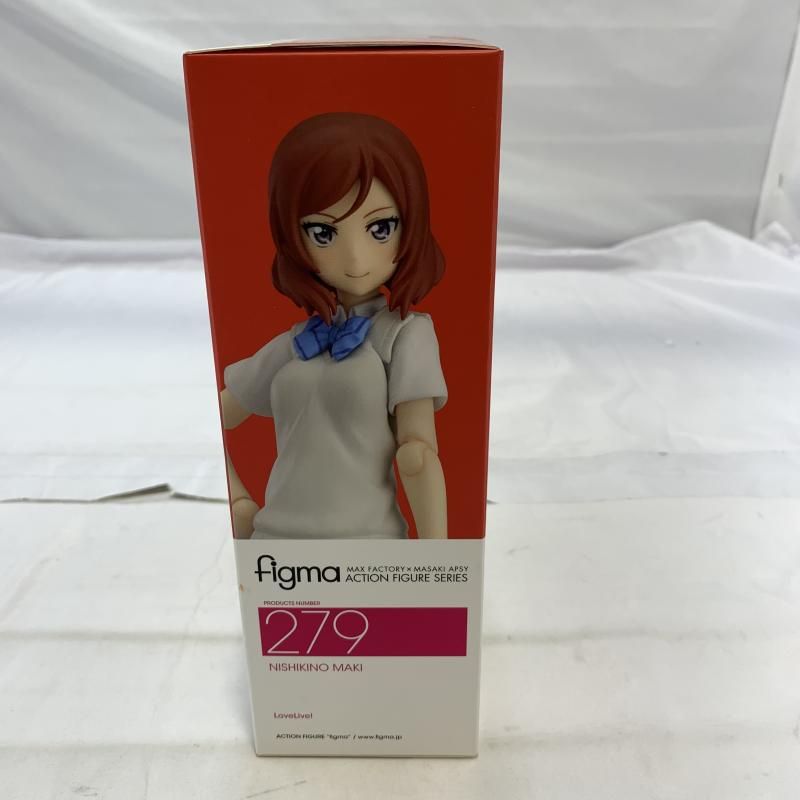 figma MAX FACTORY × MASAKI APSY
ACTION FIGURE SERIES
PRODUCTS NUMBER
279
NISHIKINO MAKI
LoveLive!
ACTION FIGURE "figma" / www.figma.jp